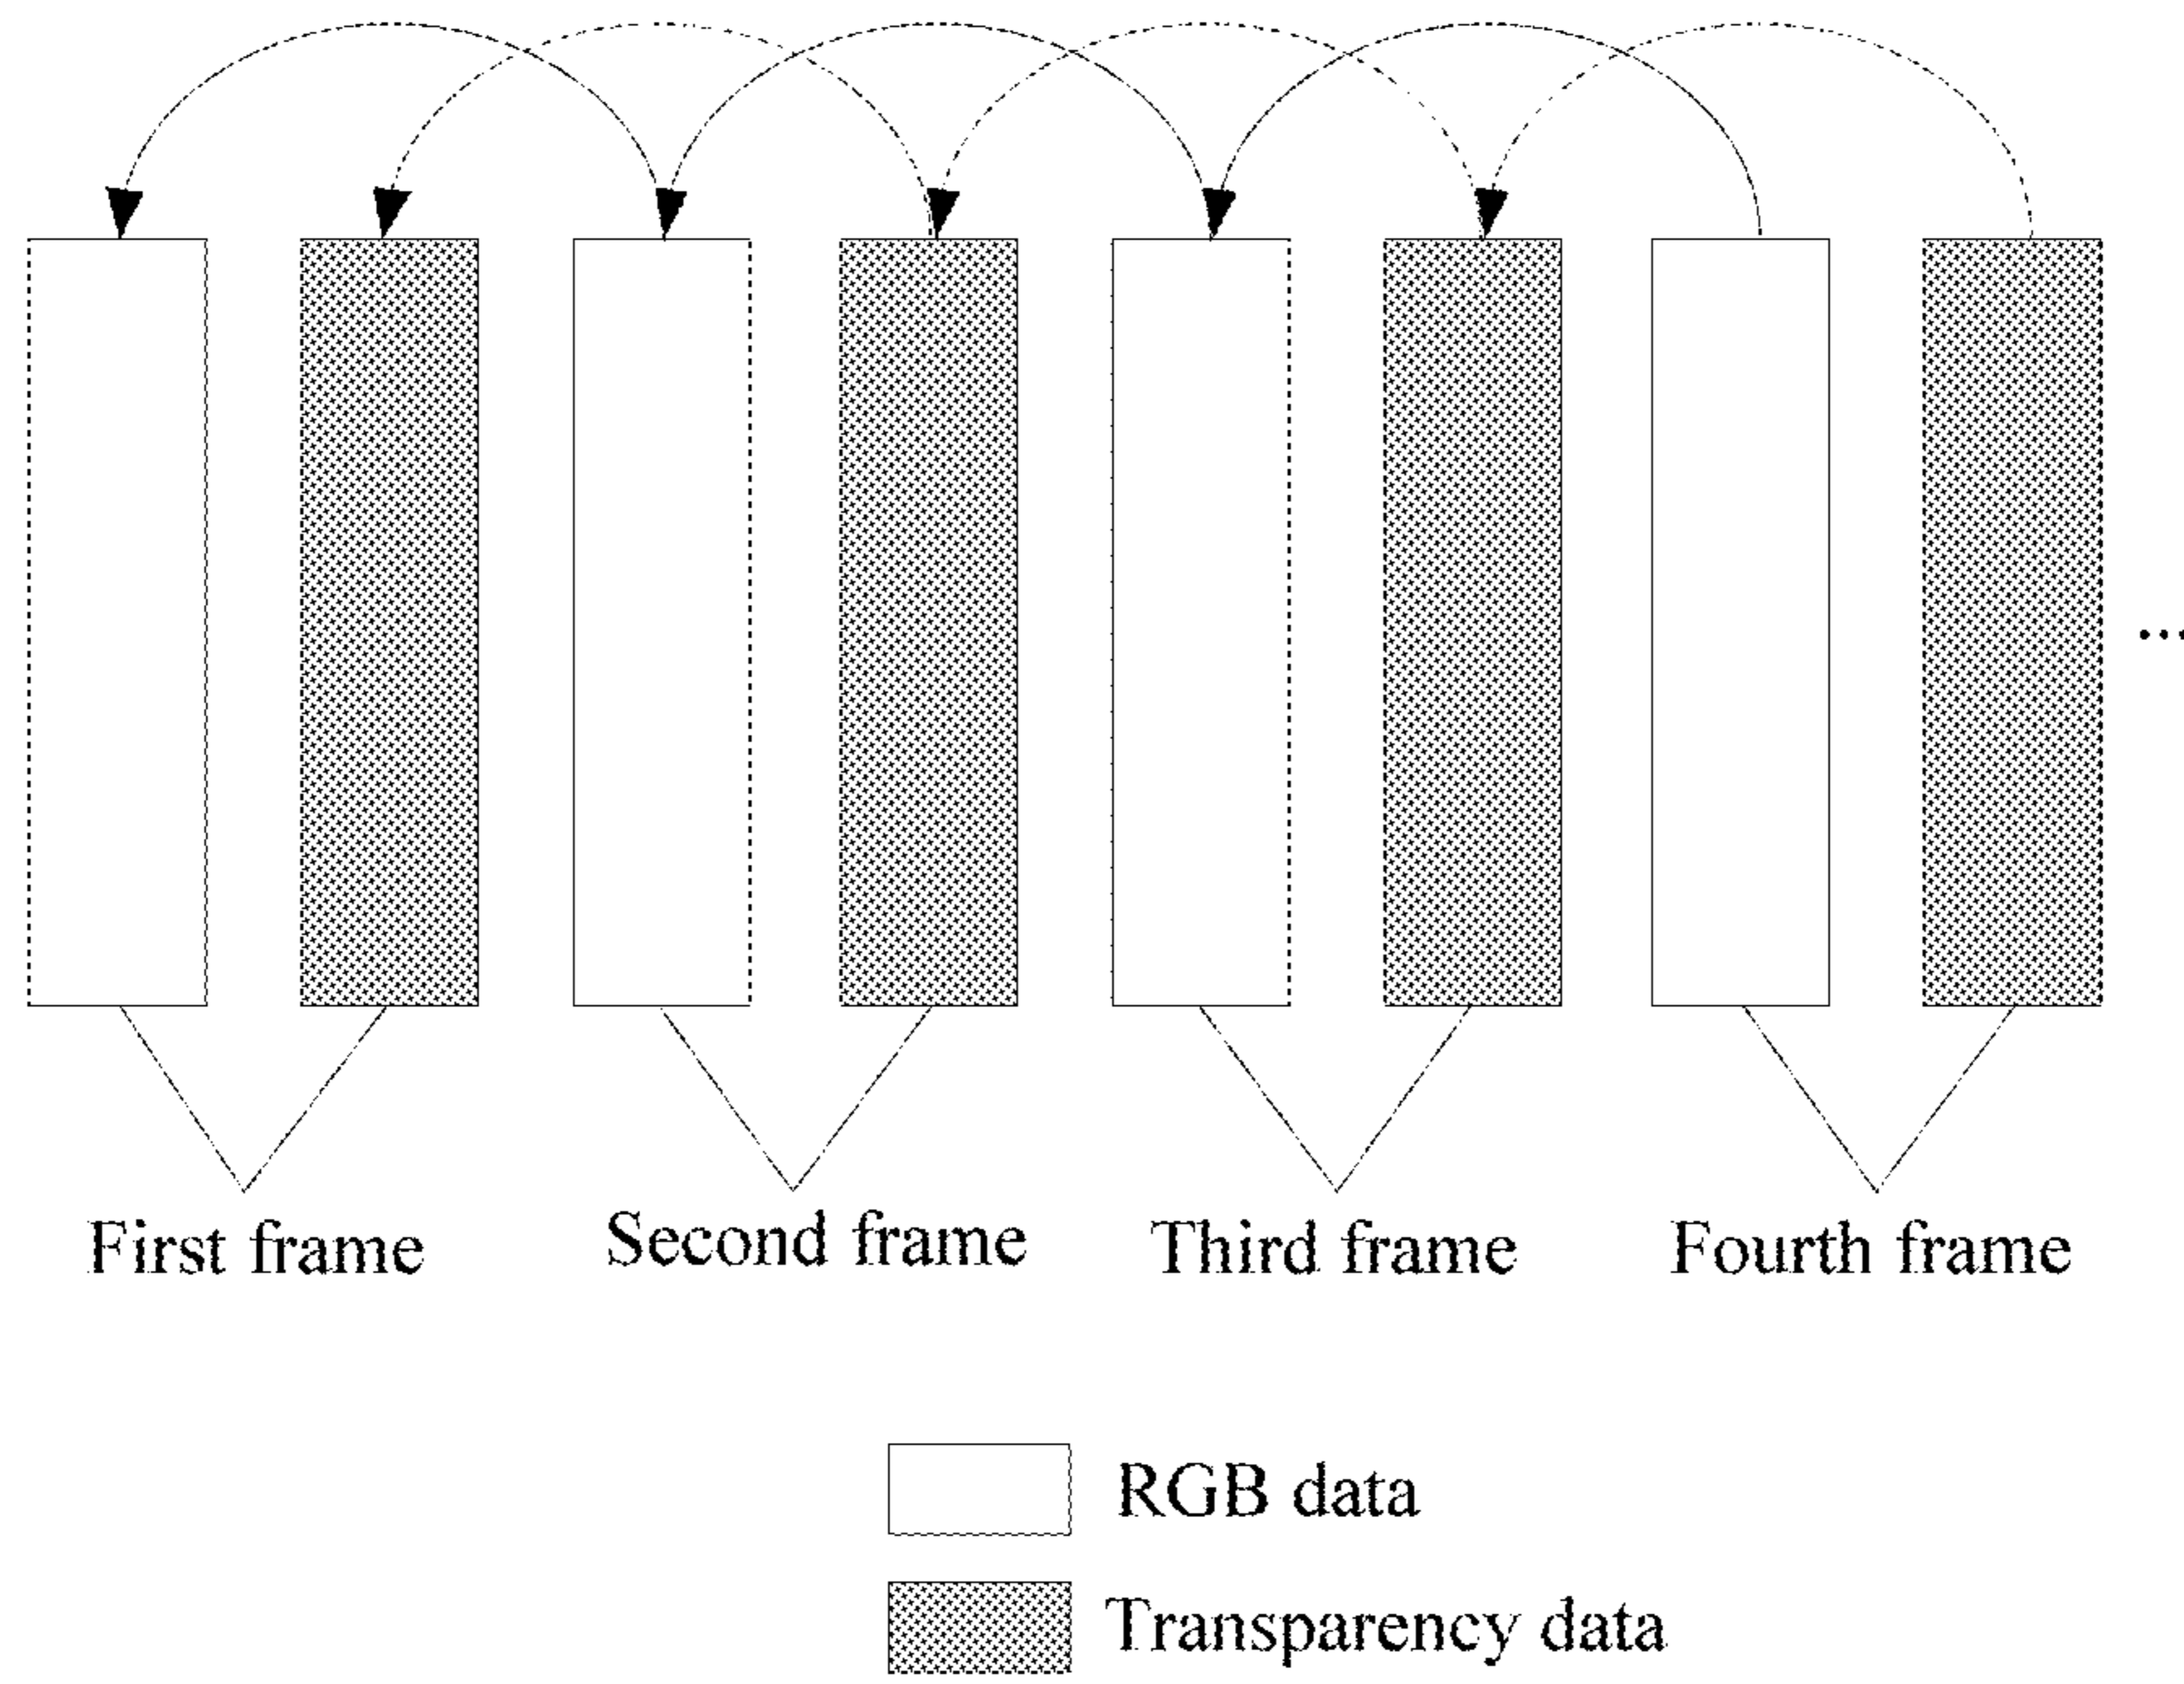 ...
First frame
Second frame
Third frame
Fourth frame
RGB data
Transparency data